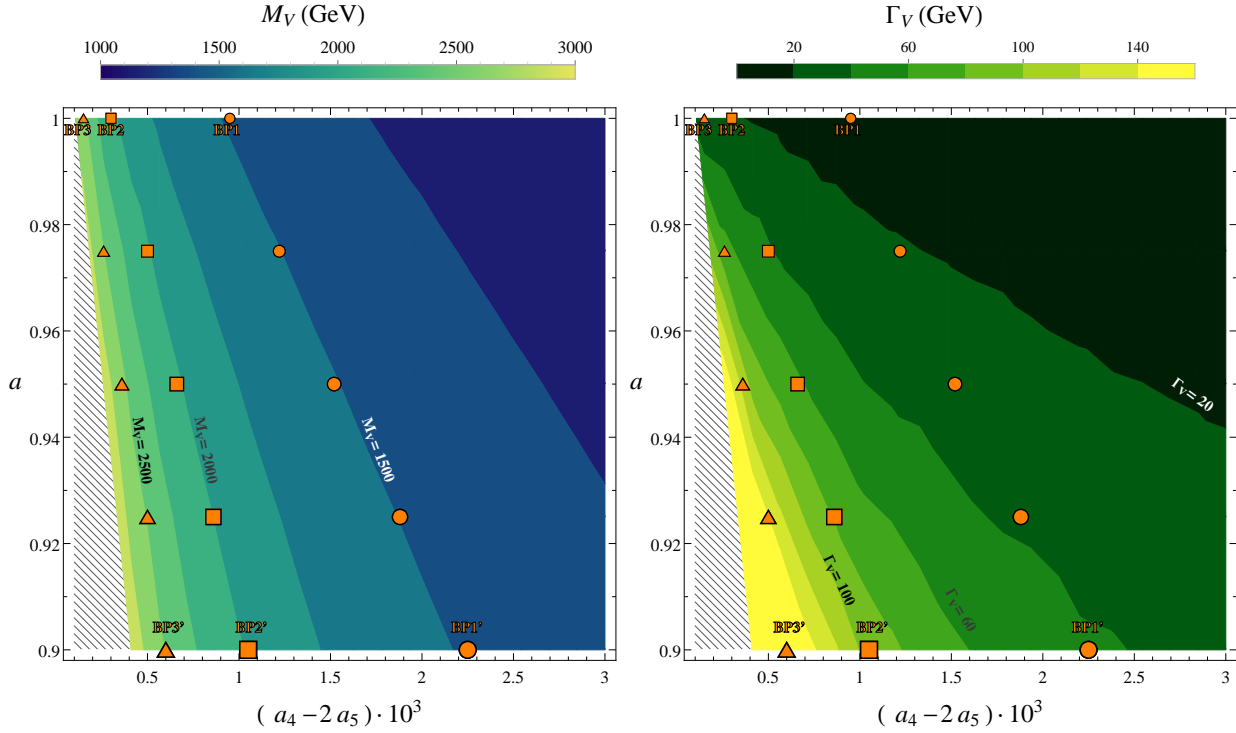 M_V (GeV)
1000 1500 2000 2500 3000
1
0.98
0.96
0.94
0.92
0.9
a
BP3 BP2 BP1
M_V = 2500
M_V = 2000
M_V = 1500
BP3' BP2' BP1'
0.5 1 1.5 2 2.5 3
( a_4 − 2 a_5 ) · 10^3
Γ_V (GeV)
20 60 100 140
1
0.98
0.96
0.94
0.92
0.9
a
BP3 BP2 BP1
Γ_V = 20
Γ_V = 100
Γ_V = 60
BP3' BP2' BP1'
0.5 1 1.5 2 2.5 3
( a_4 − 2 a_5 ) · 10^3